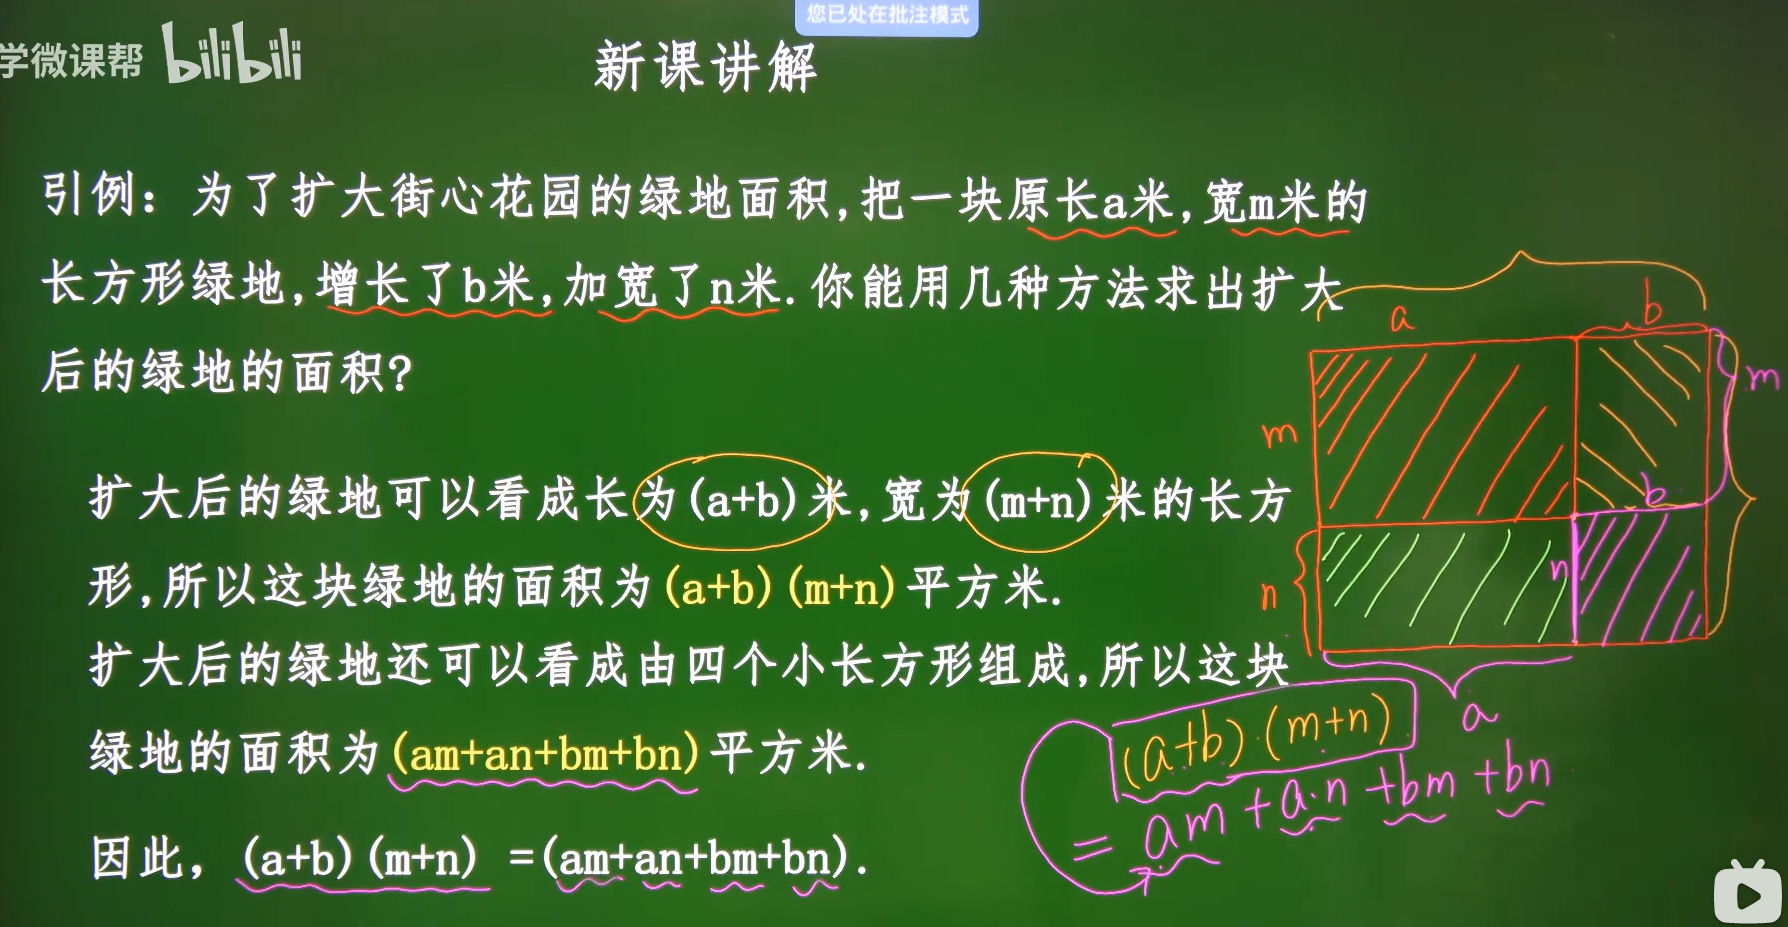 您已处在批注模式
学微课帮 bilibili
新课讲解
引例：为了扩大街心花园的绿地面积,把一块原长a米,宽m米的
长方形绿地,增长了b米,加宽了n米.你能用几种方法求出扩大
后的绿地的面积?
扩大后的绿地可以看成长为(a+b)米,宽为(m+n)米的长方
形,所以这块绿地的面积为(a+b)(m+n)平方米.
扩大后的绿地还可以看成由四个小长方形组成,所以这块
绿地的面积为(am+an+bm+bn)平方米.
因此, (a+b)(m+n) =(am+an+bm+bn).
a
b
m
m
b
n
n
a
(a+b)·(m+n)
=am+a·n+bm+bn